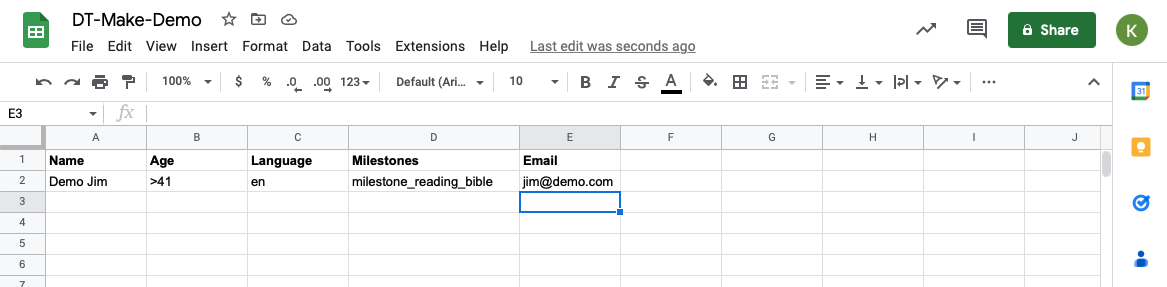 DT-Make-Demo
File Edit View Insert Format Data Tools Extensions Help Last edit was seconds ago
Share
K
100% $ % .0 .00 123 Default (Ari... 10 B I S A
31
E3 fx
A B C D E F G H I J
1 Name Age Language Milestones Email
2 Demo Jim >41 en milestone_reading_bible jim@demo.com
3
4
5
6
7